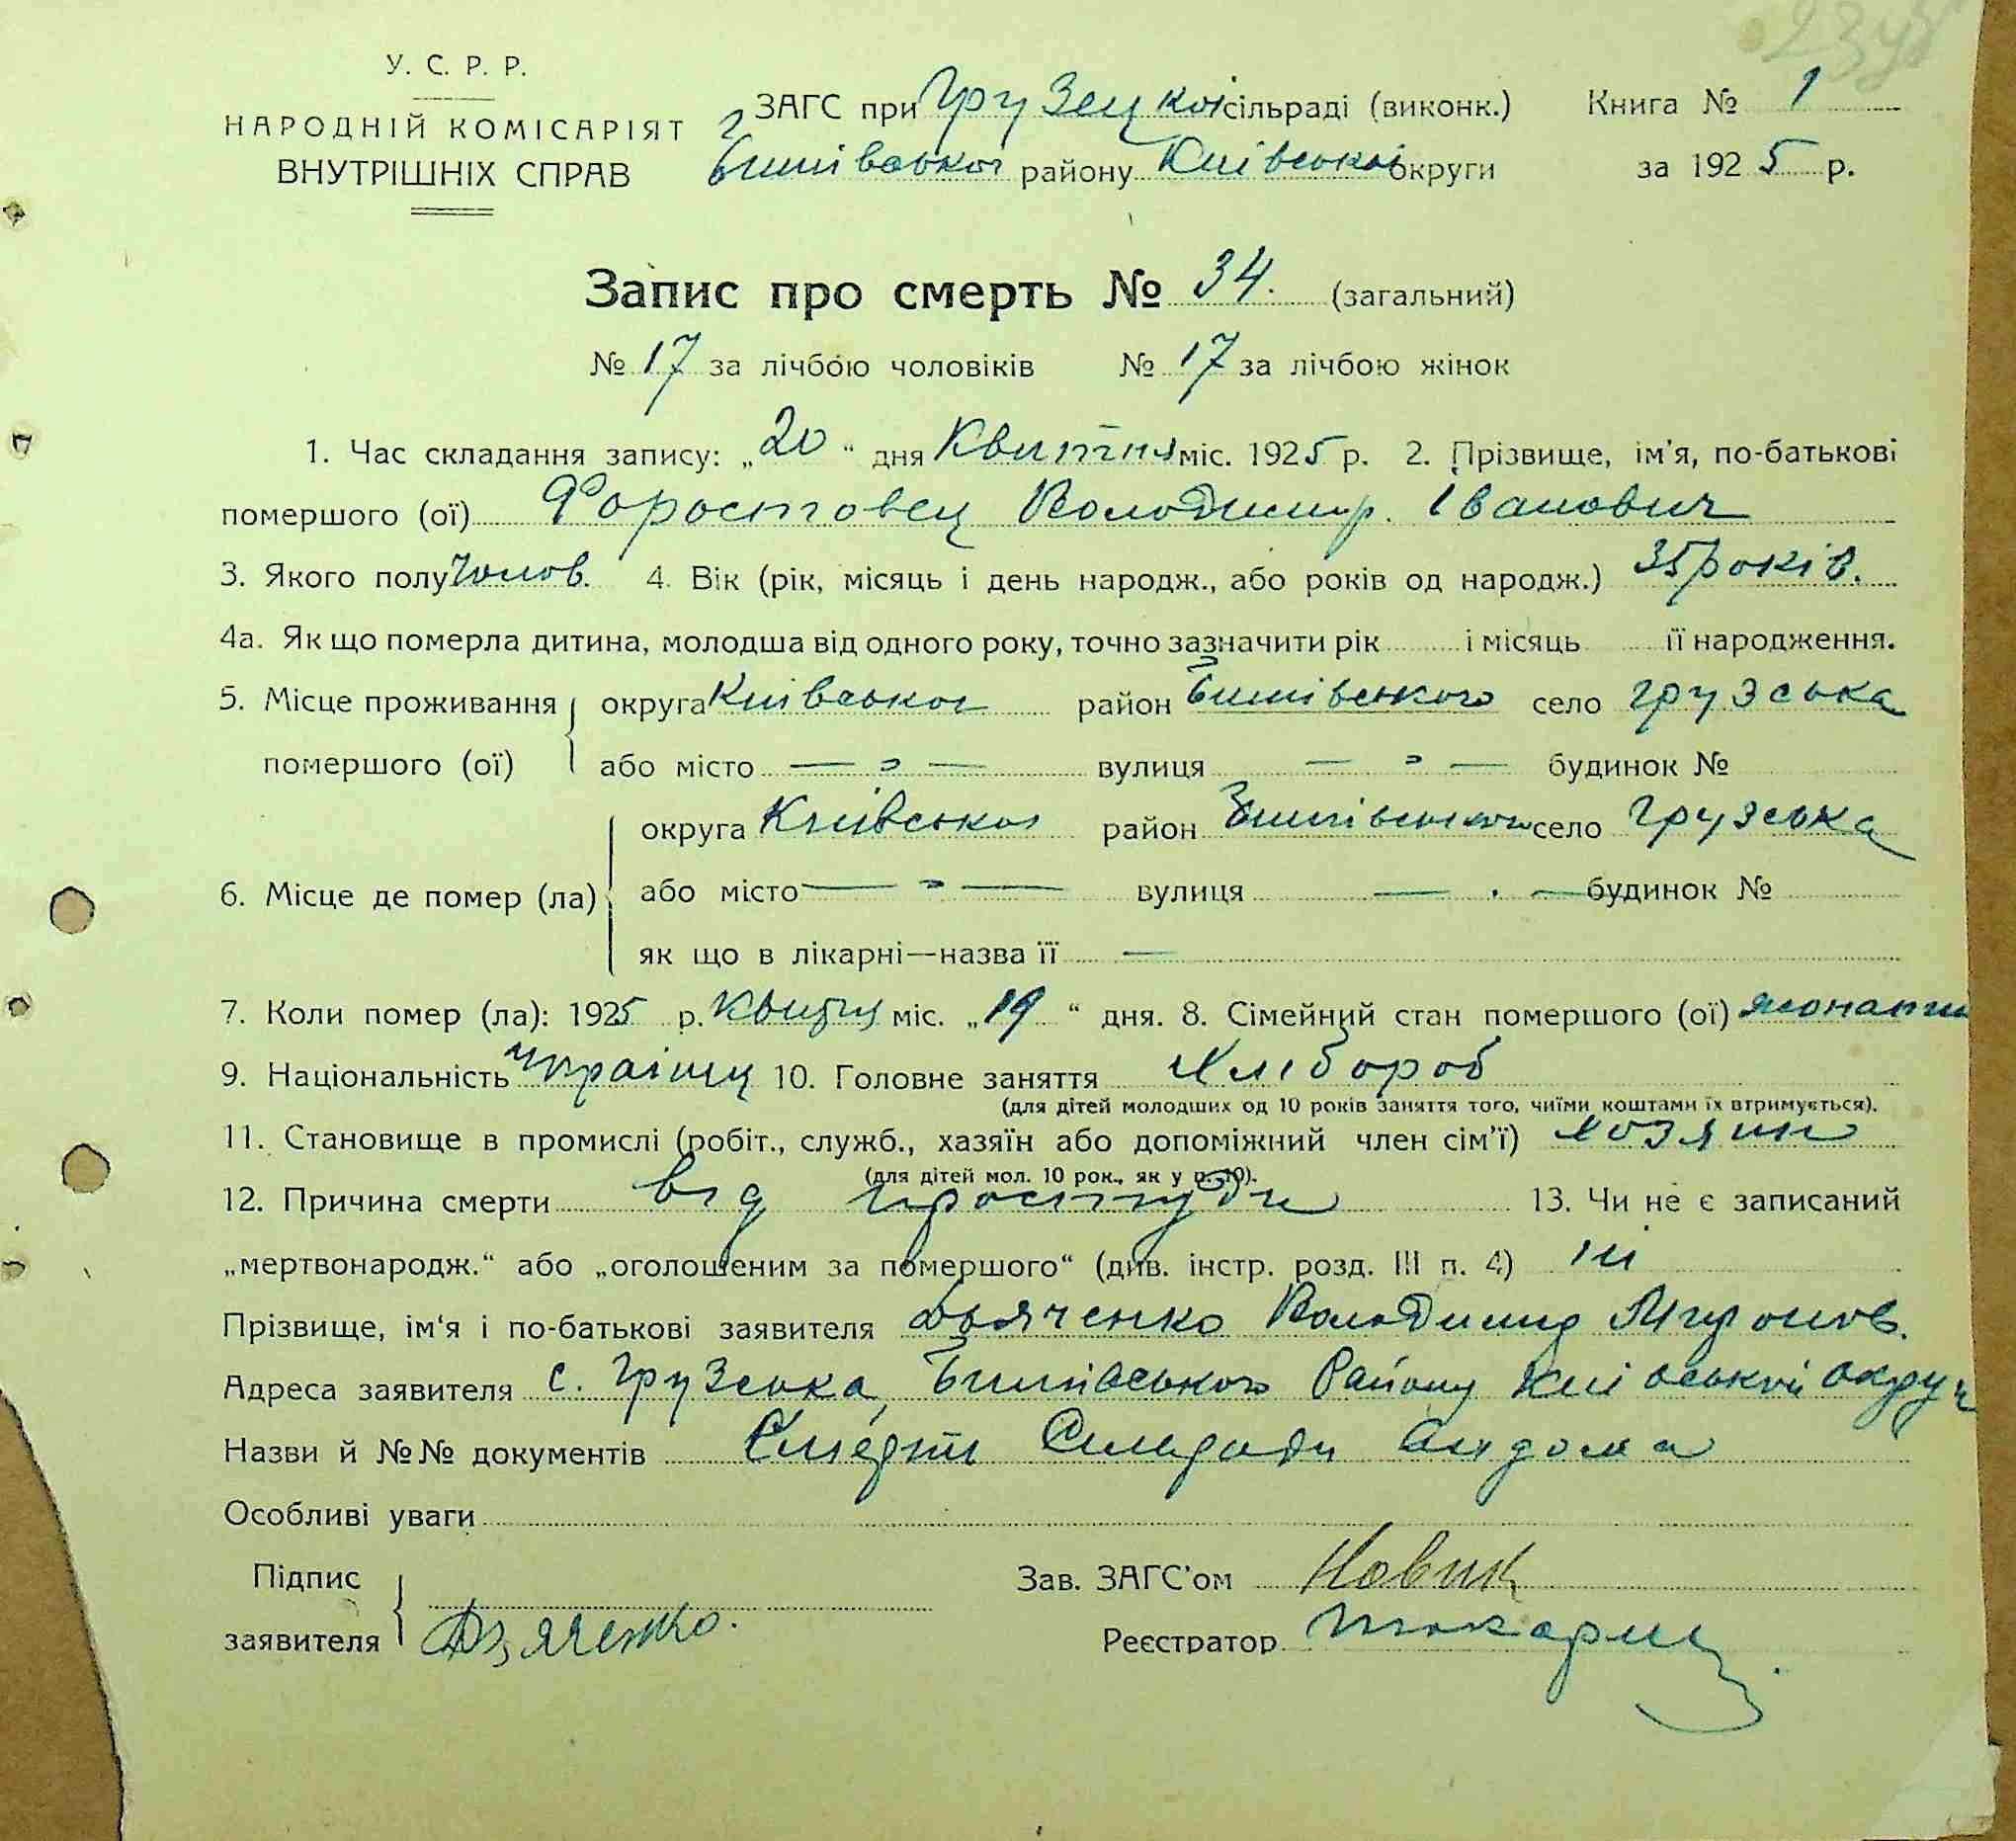 У. С. Р. Р.
НАРОДНІЙ КОМІСАРІЯТ
ВНУТРІШНІХ СПРАВ
ЗАГС при Грузецкої сільраді (виконк.) Книга № 1
району Київської округи за 1925 р.
Запис про смерть № 34. (загальний)
№ 17 за лічбою чоловіків № 17 за лічбою жінок
1. Час складання запису: „20“ дня Квитня міс. 1925 р. 2. Прізвище, ім'я, по-батькові
помершого (ої) Форостовец Володимир. Іванович
3. Якого полу Чолов. 4. Вік (рік, місяць і день народж., або років од народж.) 35 років.
4а. Як що померла дитина, молодша від одного року, точно зазначити рік і місяць її народження.
5. Місце проживання округа Київської район Бишівського село Грузська
помершого (ої) або місто — „ — вулиця — „ — будинок №
округа Київської район Бишівського село Грузська
6. Місце де помер (ла) або місто — „ — вулиця — . — будинок №
як що в лікарні—назва її —
7. Коли помер (ла): 1925 р. міс. „19“ дня. 8. Сімейний стан помершого (ої)
9. Національність Україниц 10. Головне заняття Хлібороб
(для дітей молодших од 10 років заняття того, чиїми коштами їх втримується).
11. Становище в промислі (робіт., служб., хазяїн або допоміжний член сім'ї) хозяин
(для дітей мол. 10 рок., як у р. 10).
12. Причина смерти від простуди 13. Чи не є записаний
„мертвонародж.“ або „оголошеним за помершого“ (див. інстр. розд. III п. 4) ні
Прізвище, ім'я і по-батькові заявителя Дьяченко Володимир Миронов.
Адреса заявителя с. Грузська, Бишівського Району Київської округи
Назви й №№ документів
Особливі уваги
Підпис
заявителя Дзяченко.
Зав. ЗАГС'ом Новик
Реєстратор